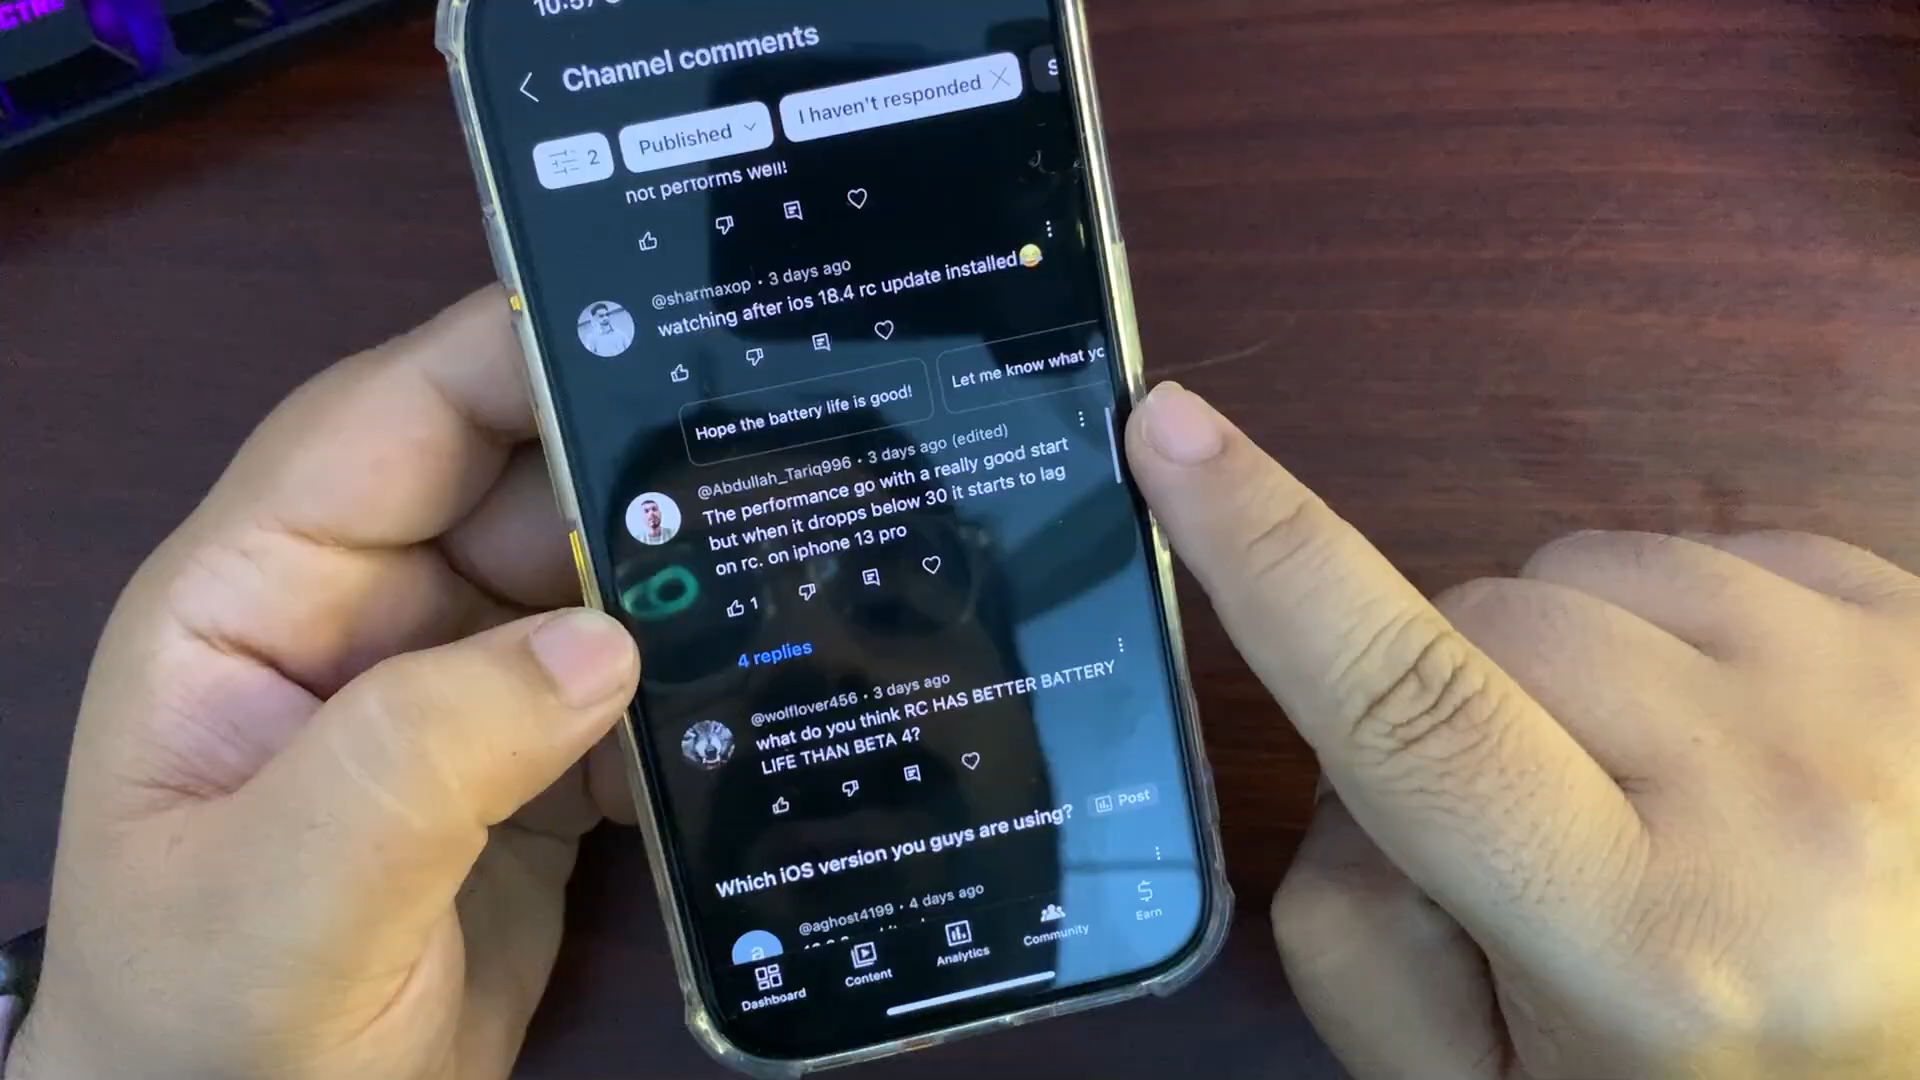 Channel comments
2
Published
I haven't responded
S
not performs well!
@sharmaxop • 3 days ago
watching after ios 18.4 rc update installed😂
Hope the battery life is good!
Let me know what yo
@Abdullah_Tariq996 • 3 days ago (edited)
The performance go with a really good start
but when it dropps below 30 it starts to lag
on rc. on iphone 13 pro
1
4 replies
@wolflover456 • 3 days ago
what do you think RC HAS BETTER BATTERY
LIFE THAN BETA 4?
Which iOS version you guys are using?
Post
@aghost4199 • 4 days ago
a
Dashboard
Content
Analytics
Community
Earn